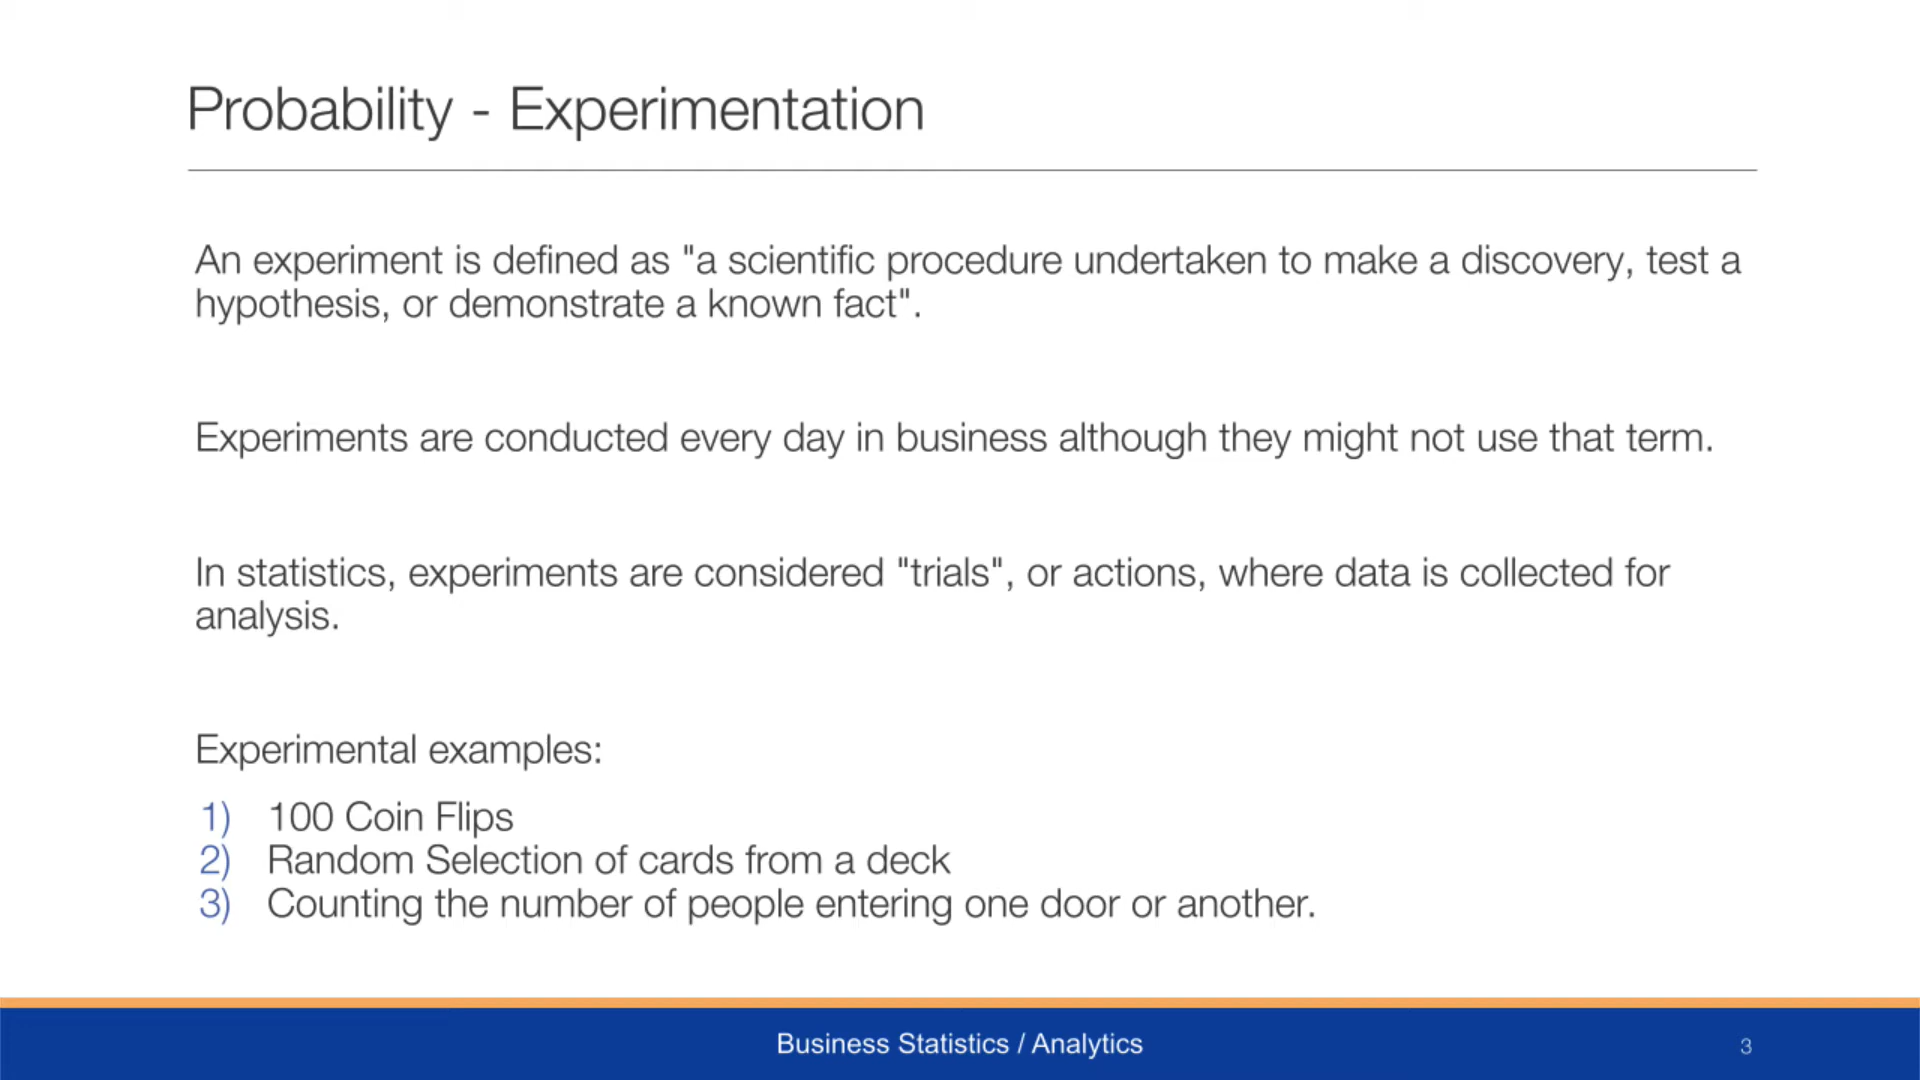 Probability - Experimentation
An experiment is defined as "a scientific procedure undertaken to make a discovery, test a
hypothesis, or demonstrate a known fact".
Experiments are conducted every day in business although they might not use that term.
In statistics, experiments are considered "trials", or actions, where data is collected for
analysis.
Experimental examples:
1) 100 Coin Flips
2) Random Selection of cards from a deck
3) Counting the number of people entering one door or another.
Business Statistics / Analytics
3